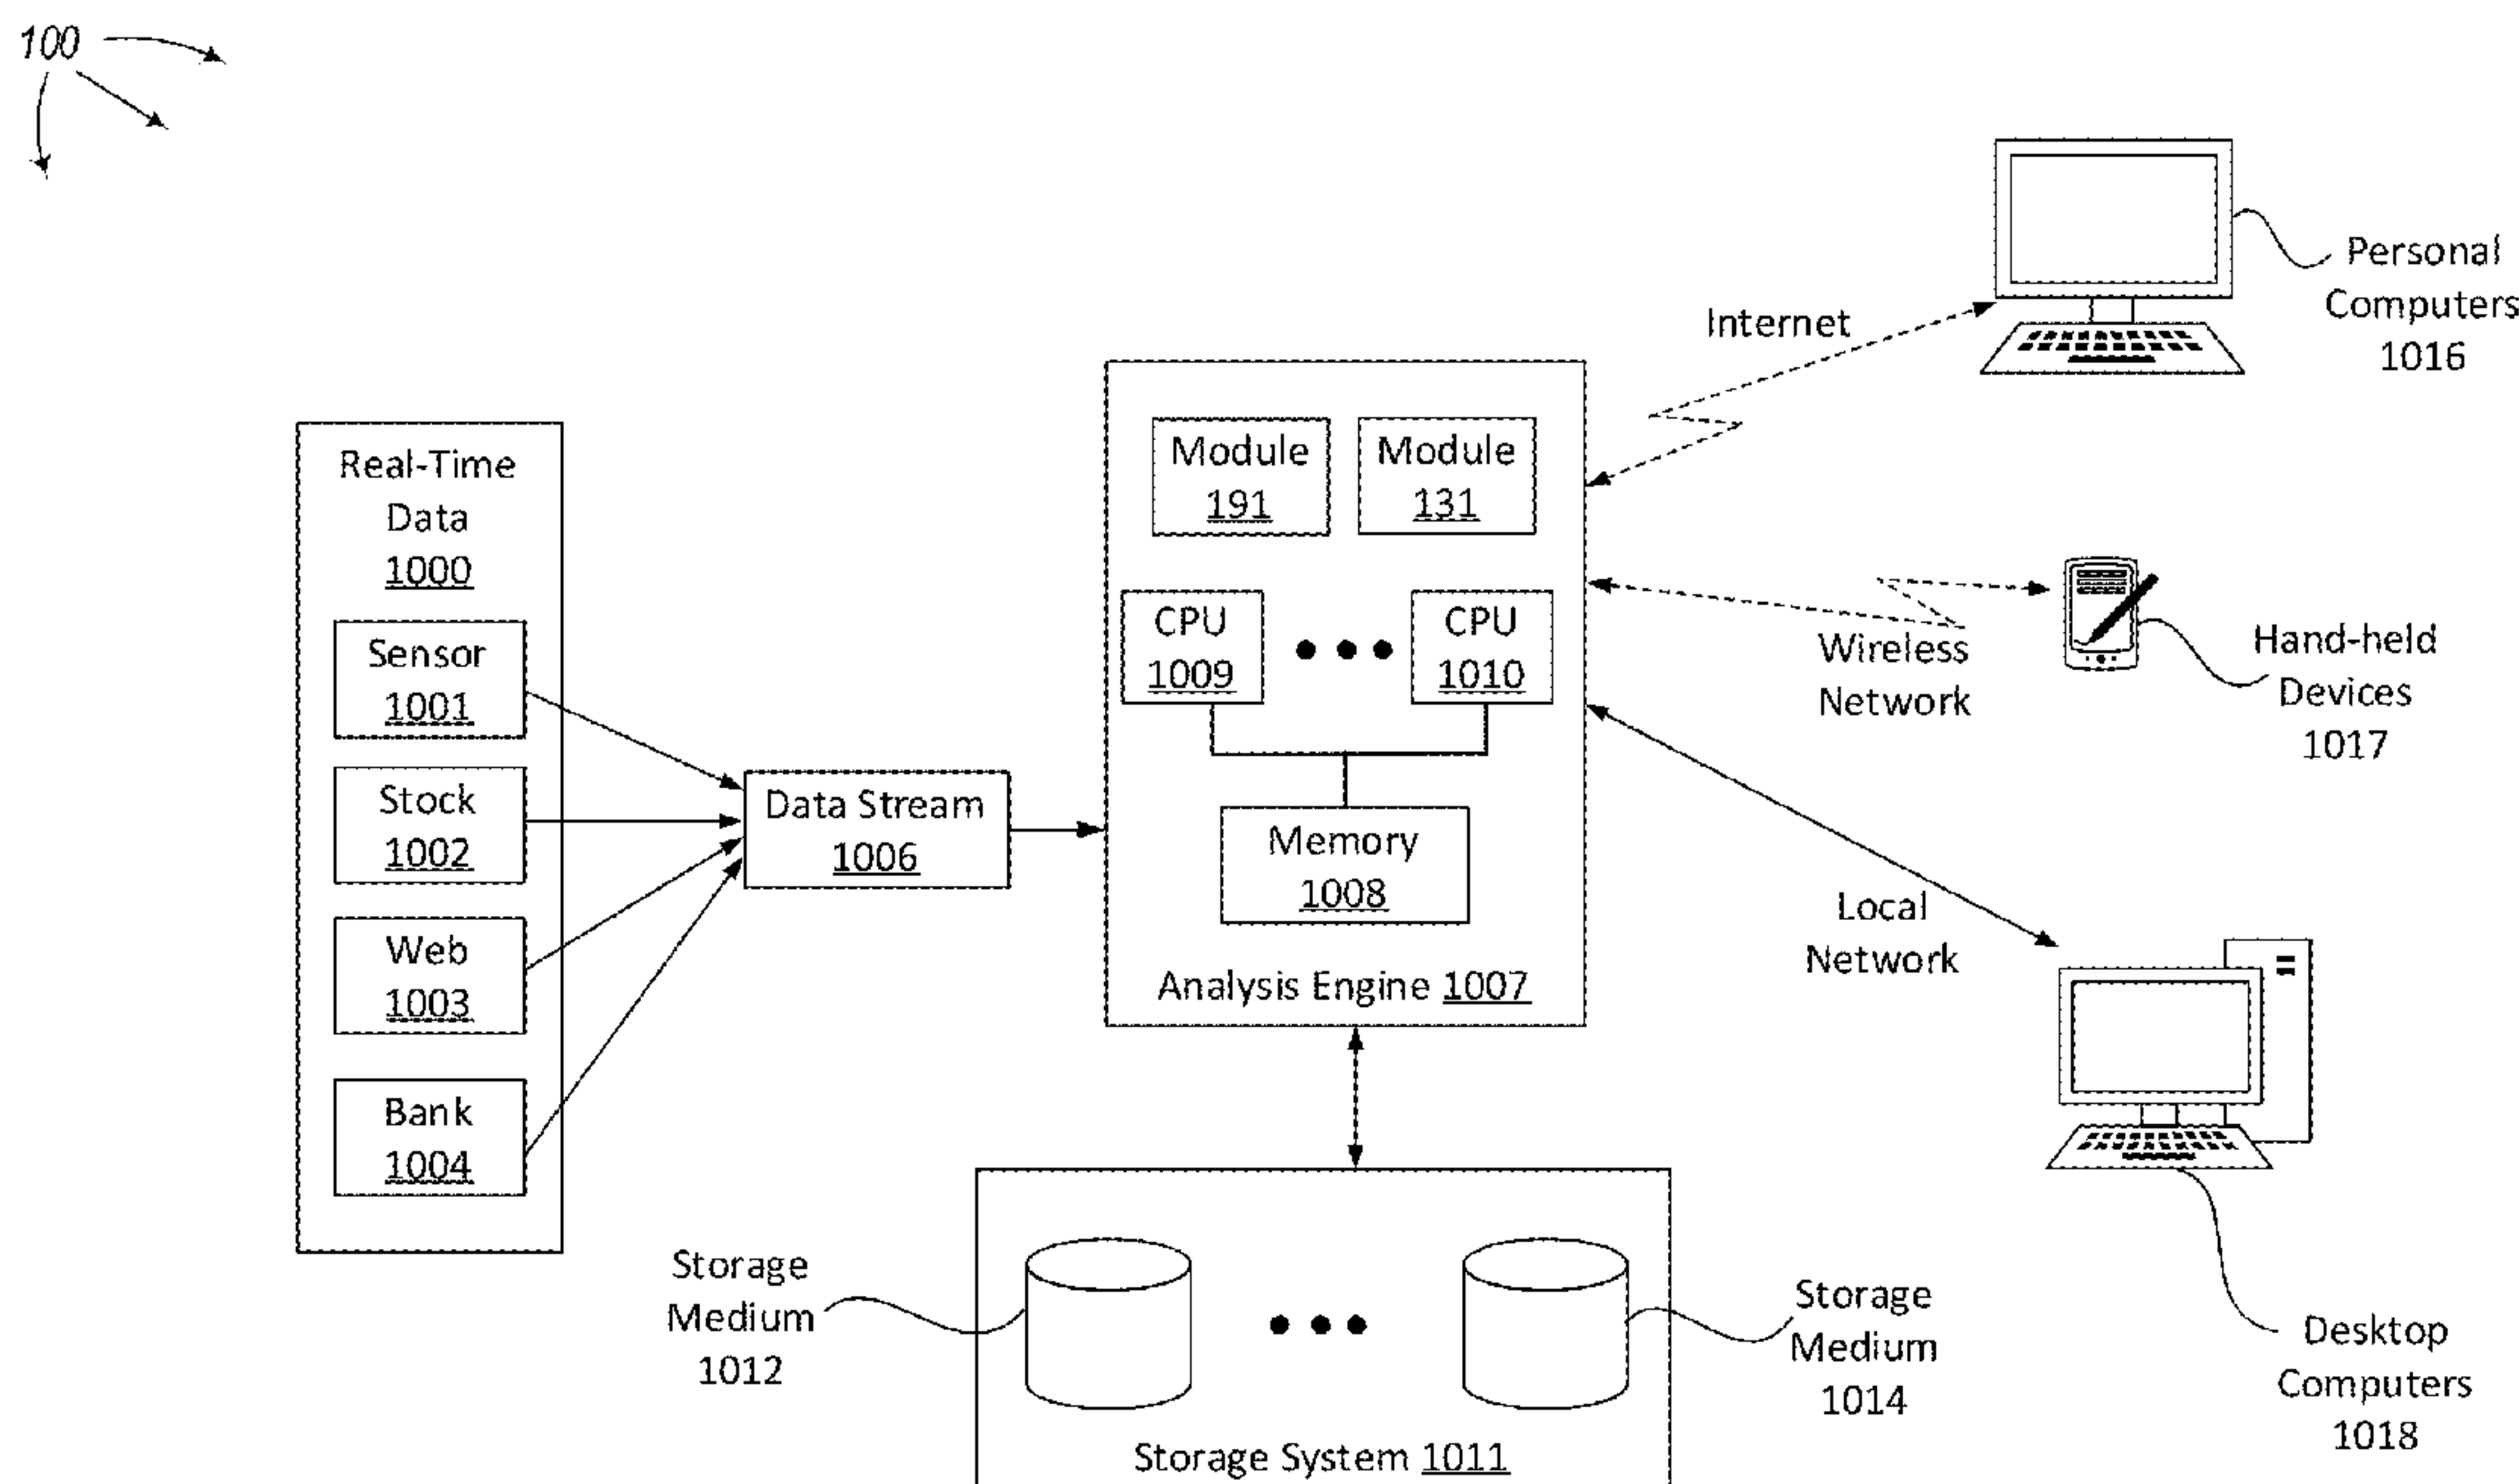 100
Real-Time
Data
1000
Sensor
1001
Stock
1002
Web
1003
Bank
1004
Data Stream
1006
Module
191
Module
131
CPU
1009
CPU
1010
Memory
1008
Analysis Engine 1007
Internet
Personal
Computers
1016
Wireless
Network
Hand-held
Devices
1017
Local
Network
Desktop
Computers
1018
Storage
Medium
1012
Storage
Medium
1014
Storage System 1011